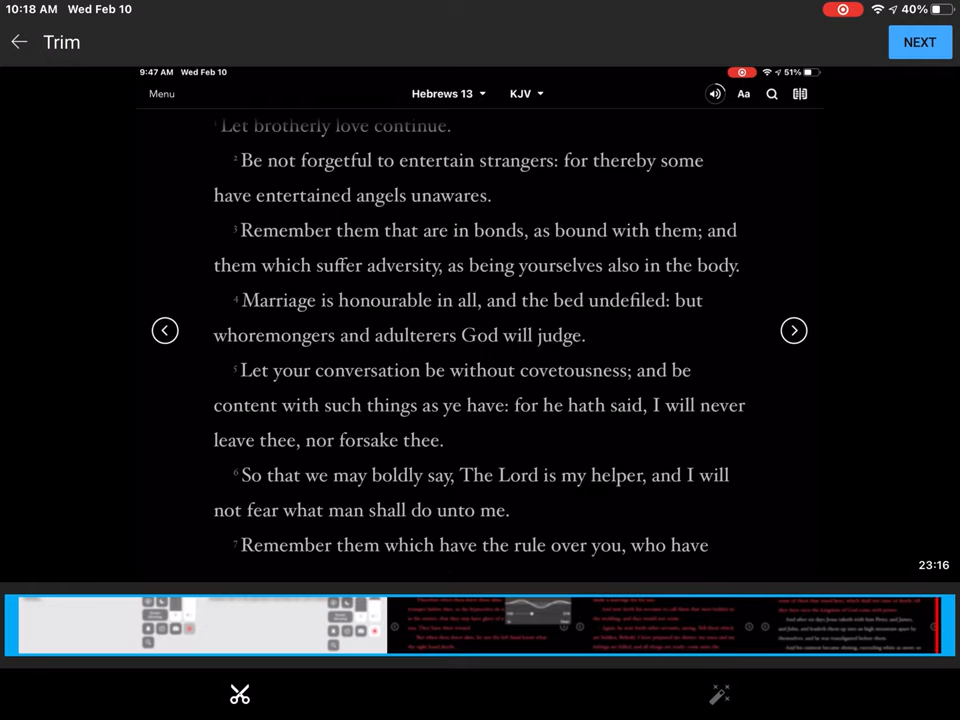 10:18 AM Wed Feb 10 40%
Trim NEXT
9:47 AM Wed Feb 10 51%
Menu Hebrews 13 KJV Aa
1 Let brotherly love continue.
2 Be not forgetful to entertain strangers: for thereby some
have entertained angels unawares.
3 Remember them that are in bonds, as bound with them; and
them which suffer adversity, as being yourselves also in the body.
4 Marriage is honourable in all, and the bed undefiled: but
whoremongers and adulterers God will judge.
5 Let your conversation be without covetousness; and be
content with such things as ye have: for he hath said, I will never
leave thee, nor forsake thee.
6 So that we may boldly say, The Lord is my helper, and I will
not fear what man shall do unto me.
7 Remember them which have the rule over you, who have
23:16